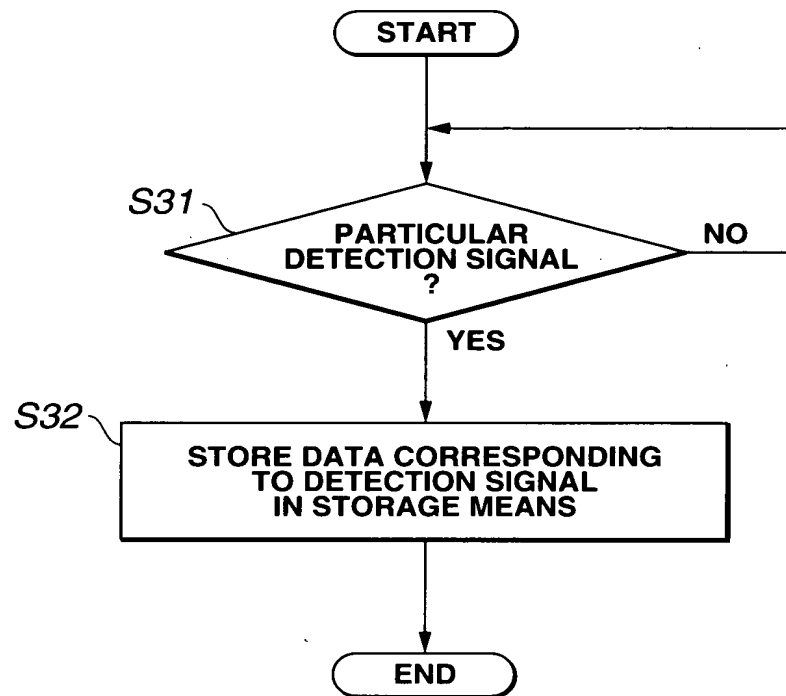 START
S31
PARTICULAR
DETECTION SIGNAL
?
NO
YES
S32
STORE DATA CORRESPONDING
TO DETECTION SIGNAL
IN STORAGE MEANS
END